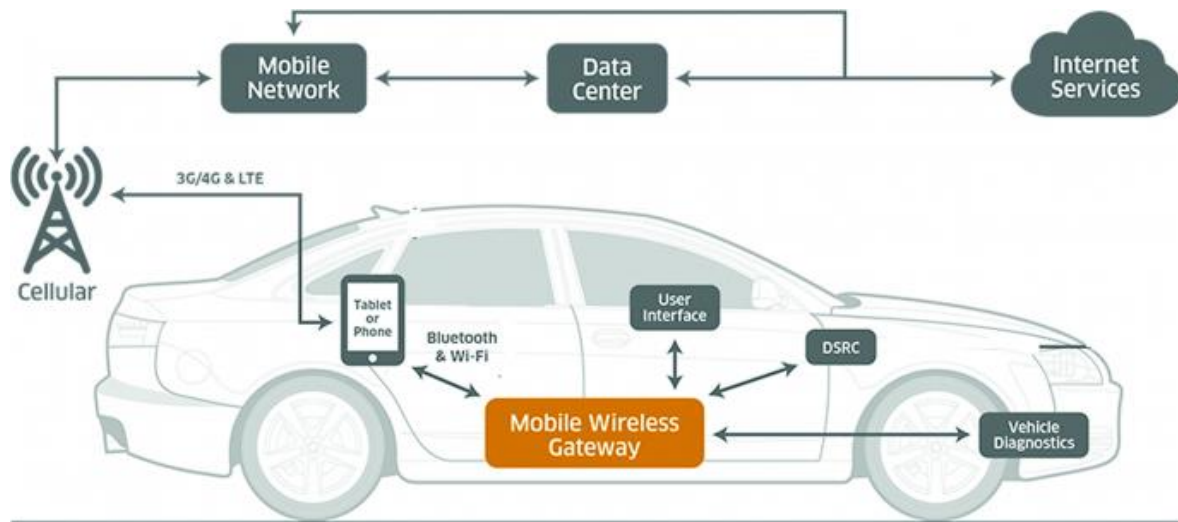 Mobile
Network
Data
Center
Internet
Services
3G/4G & LTE
Cellular
Tablet
or
Phone
Bluetooth
& Wi-Fi
User
Interface
DSRC
Mobile Wireless
Gateway
Vehicle
Diagnostics